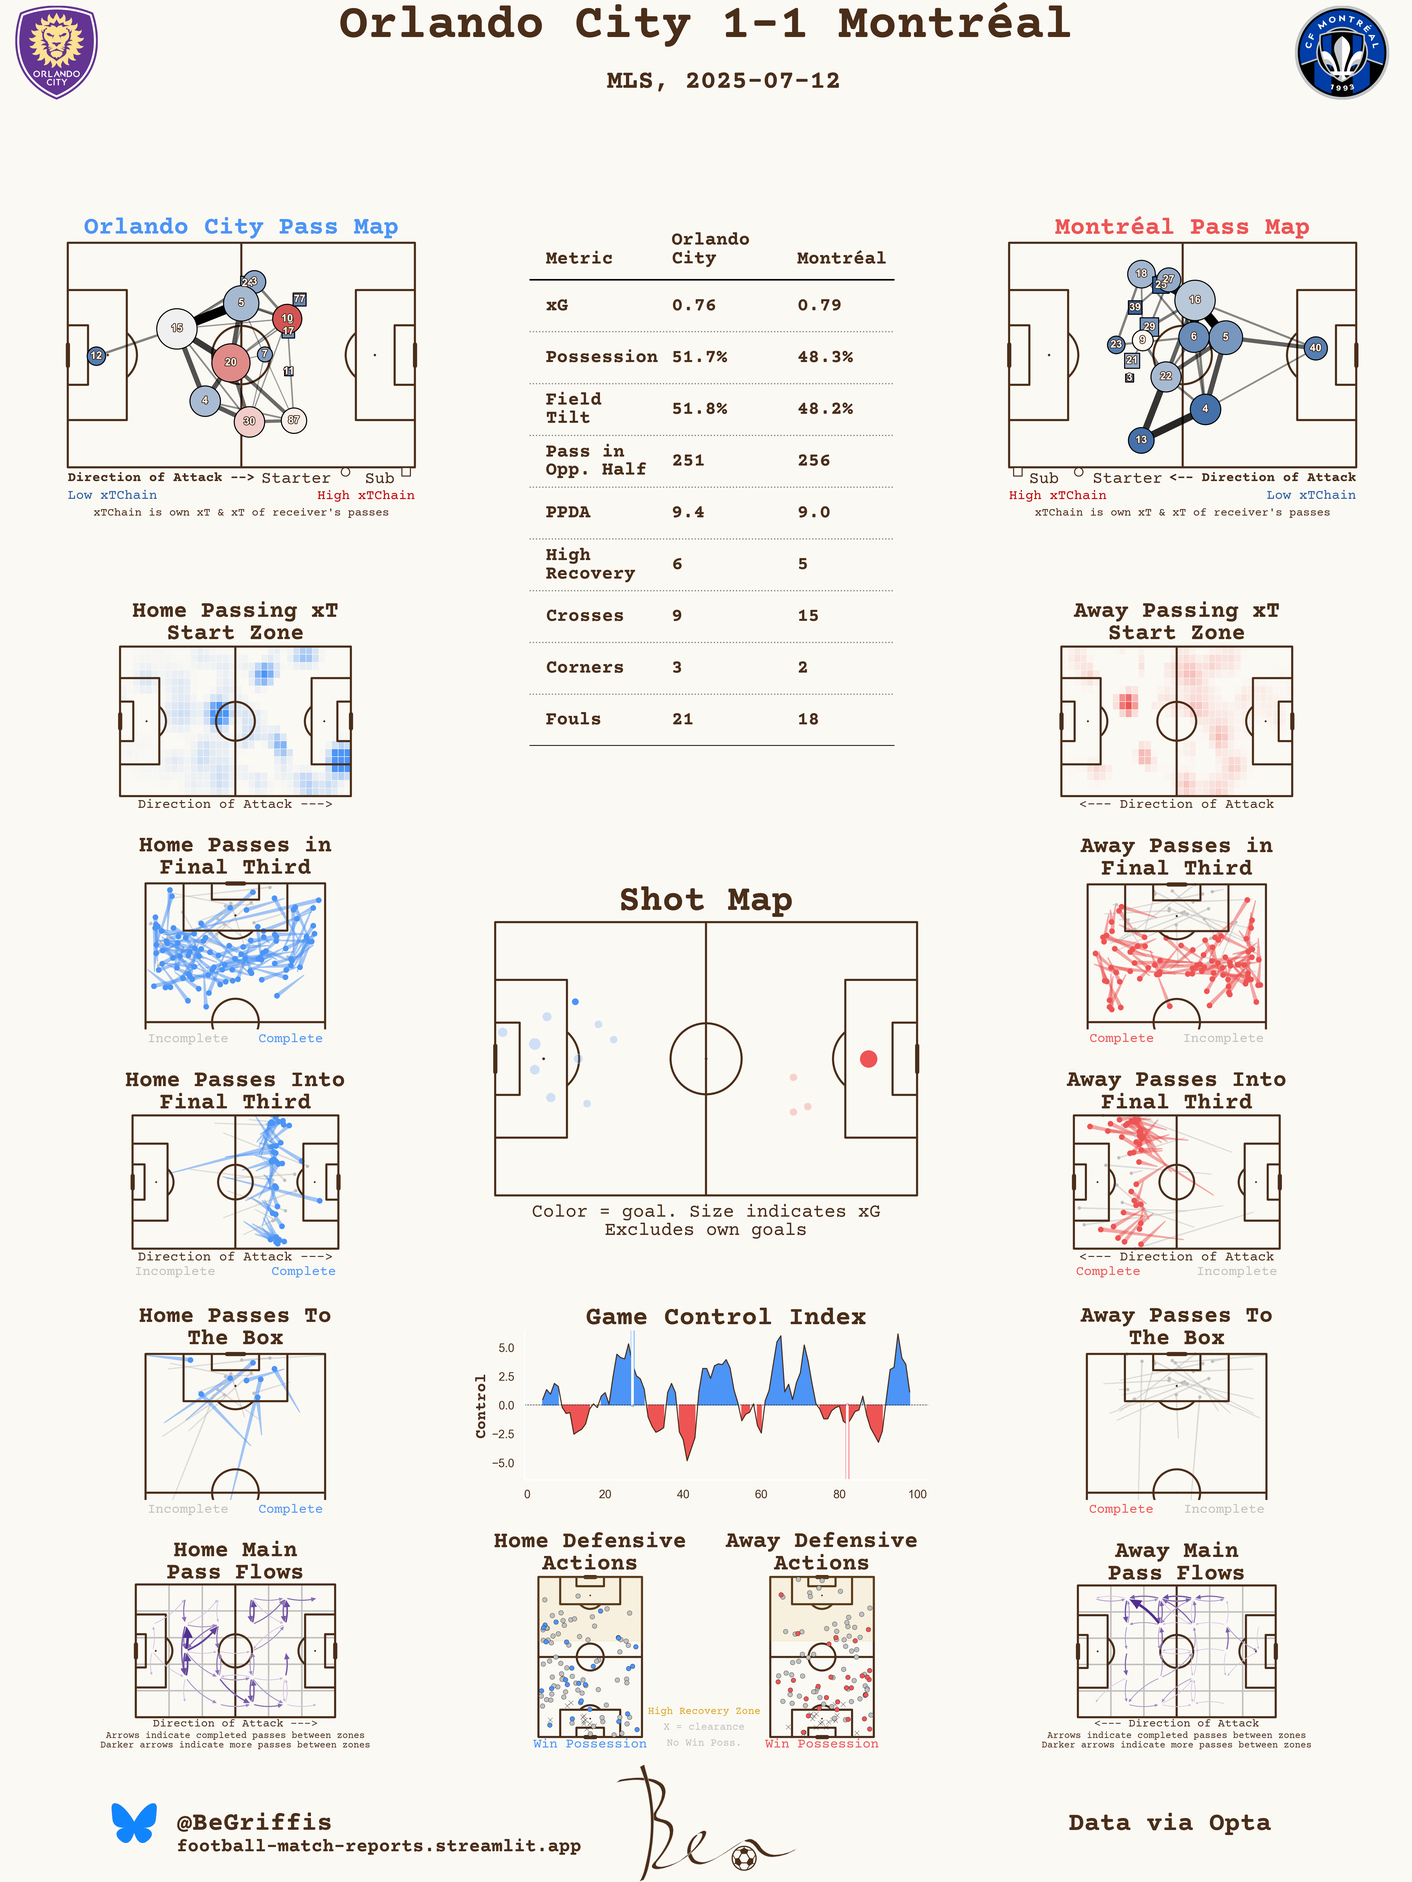 Orlando City 1-1 Montréal
MLS, 2025-07-12
ORLANDO
CITY
CF MONTRÉAL
1993
Orlando City Pass Map
12
15
5
3
24
77
10
17
7
20
11
4
30
87
Direction of Attack --> Starter Sub
Low xTChain High xTChain
xTChain is own xT & xT of receiver's passes
Metric Orlando City Montréal
xG 0.76 0.79
Possession 51.7% 48.3%
Field Tilt 51.8% 48.2%
Pass in Opp. Half 251 256
PPDA 9.4 9.0
High Recovery 6 5
Crosses 9 15
Corners 3 2
Fouls 21 18
Montréal Pass Map
18
27
25
16
39
29
23
9
6
5
40
21
3
22
4
13
Sub Starter <-- Direction of Attack
High xTChain Low xTChain
xTChain is own xT & xT of receiver's passes
Home Passing xT
Start Zone
Direction of Attack --->
Away Passing xT
Start Zone
<--- Direction of Attack
Home Passes in
Final Third
Incomplete Complete
Away Passes in
Final Third
Complete Incomplete
Shot Map
Color = goal. Size indicates xG
Excludes own goals
Home Passes Into
Final Third
Direction of Attack --->
Incomplete Complete
Away Passes Into
Final Third
<--- Direction of Attack
Complete Incomplete
Home Passes To
The Box
Incomplete Complete
Game Control Index
Control
5.0
2.5
0.0
−2.5
−5.0
0 20 40 60 80 100
Away Passes To
The Box
Complete Incomplete
Home Main
Pass Flows
Direction of Attack --->
Arrows indicate completed passes between zones
Darker arrows indicate more passes between zones
Home Defensive
Actions
Win Possession
High Recovery Zone
X = clearance
No Win Poss.
Away Defensive
Actions
Win Possession
Away Main
Pass Flows
<--- Direction of Attack
Arrows indicate completed passes between zones
Darker arrows indicate more passes between zones
@BeGriffis
football-match-reports.streamlit.app
Ben
Data via Opta